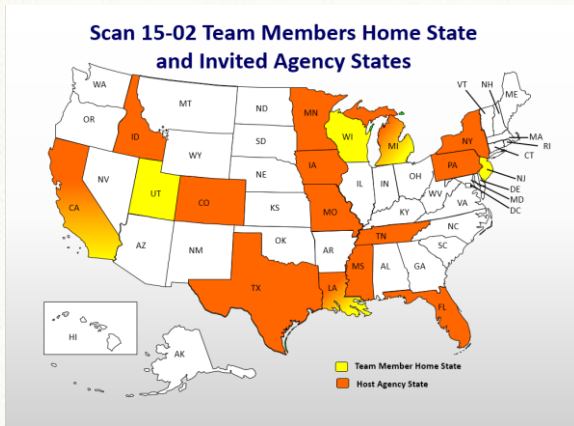 Scan 15-02 Team Members Home State
and Invited Agency States
WA
MT
ND
MN
VT
NH
ME
OR
ID
SD
WI
MI
NY
MA
RI
CT
WY
IA
PA
NJ
NE
NV
UT
CO
IL
IN
OH
DE
MD
DC
WV
VA
CA
KS
MO
KY
NC
TN
AZ
NM
OK
AR
SC
MS
AL
GA
TX
LA
FL
HI
AK
Team Member Home State
Host Agency State